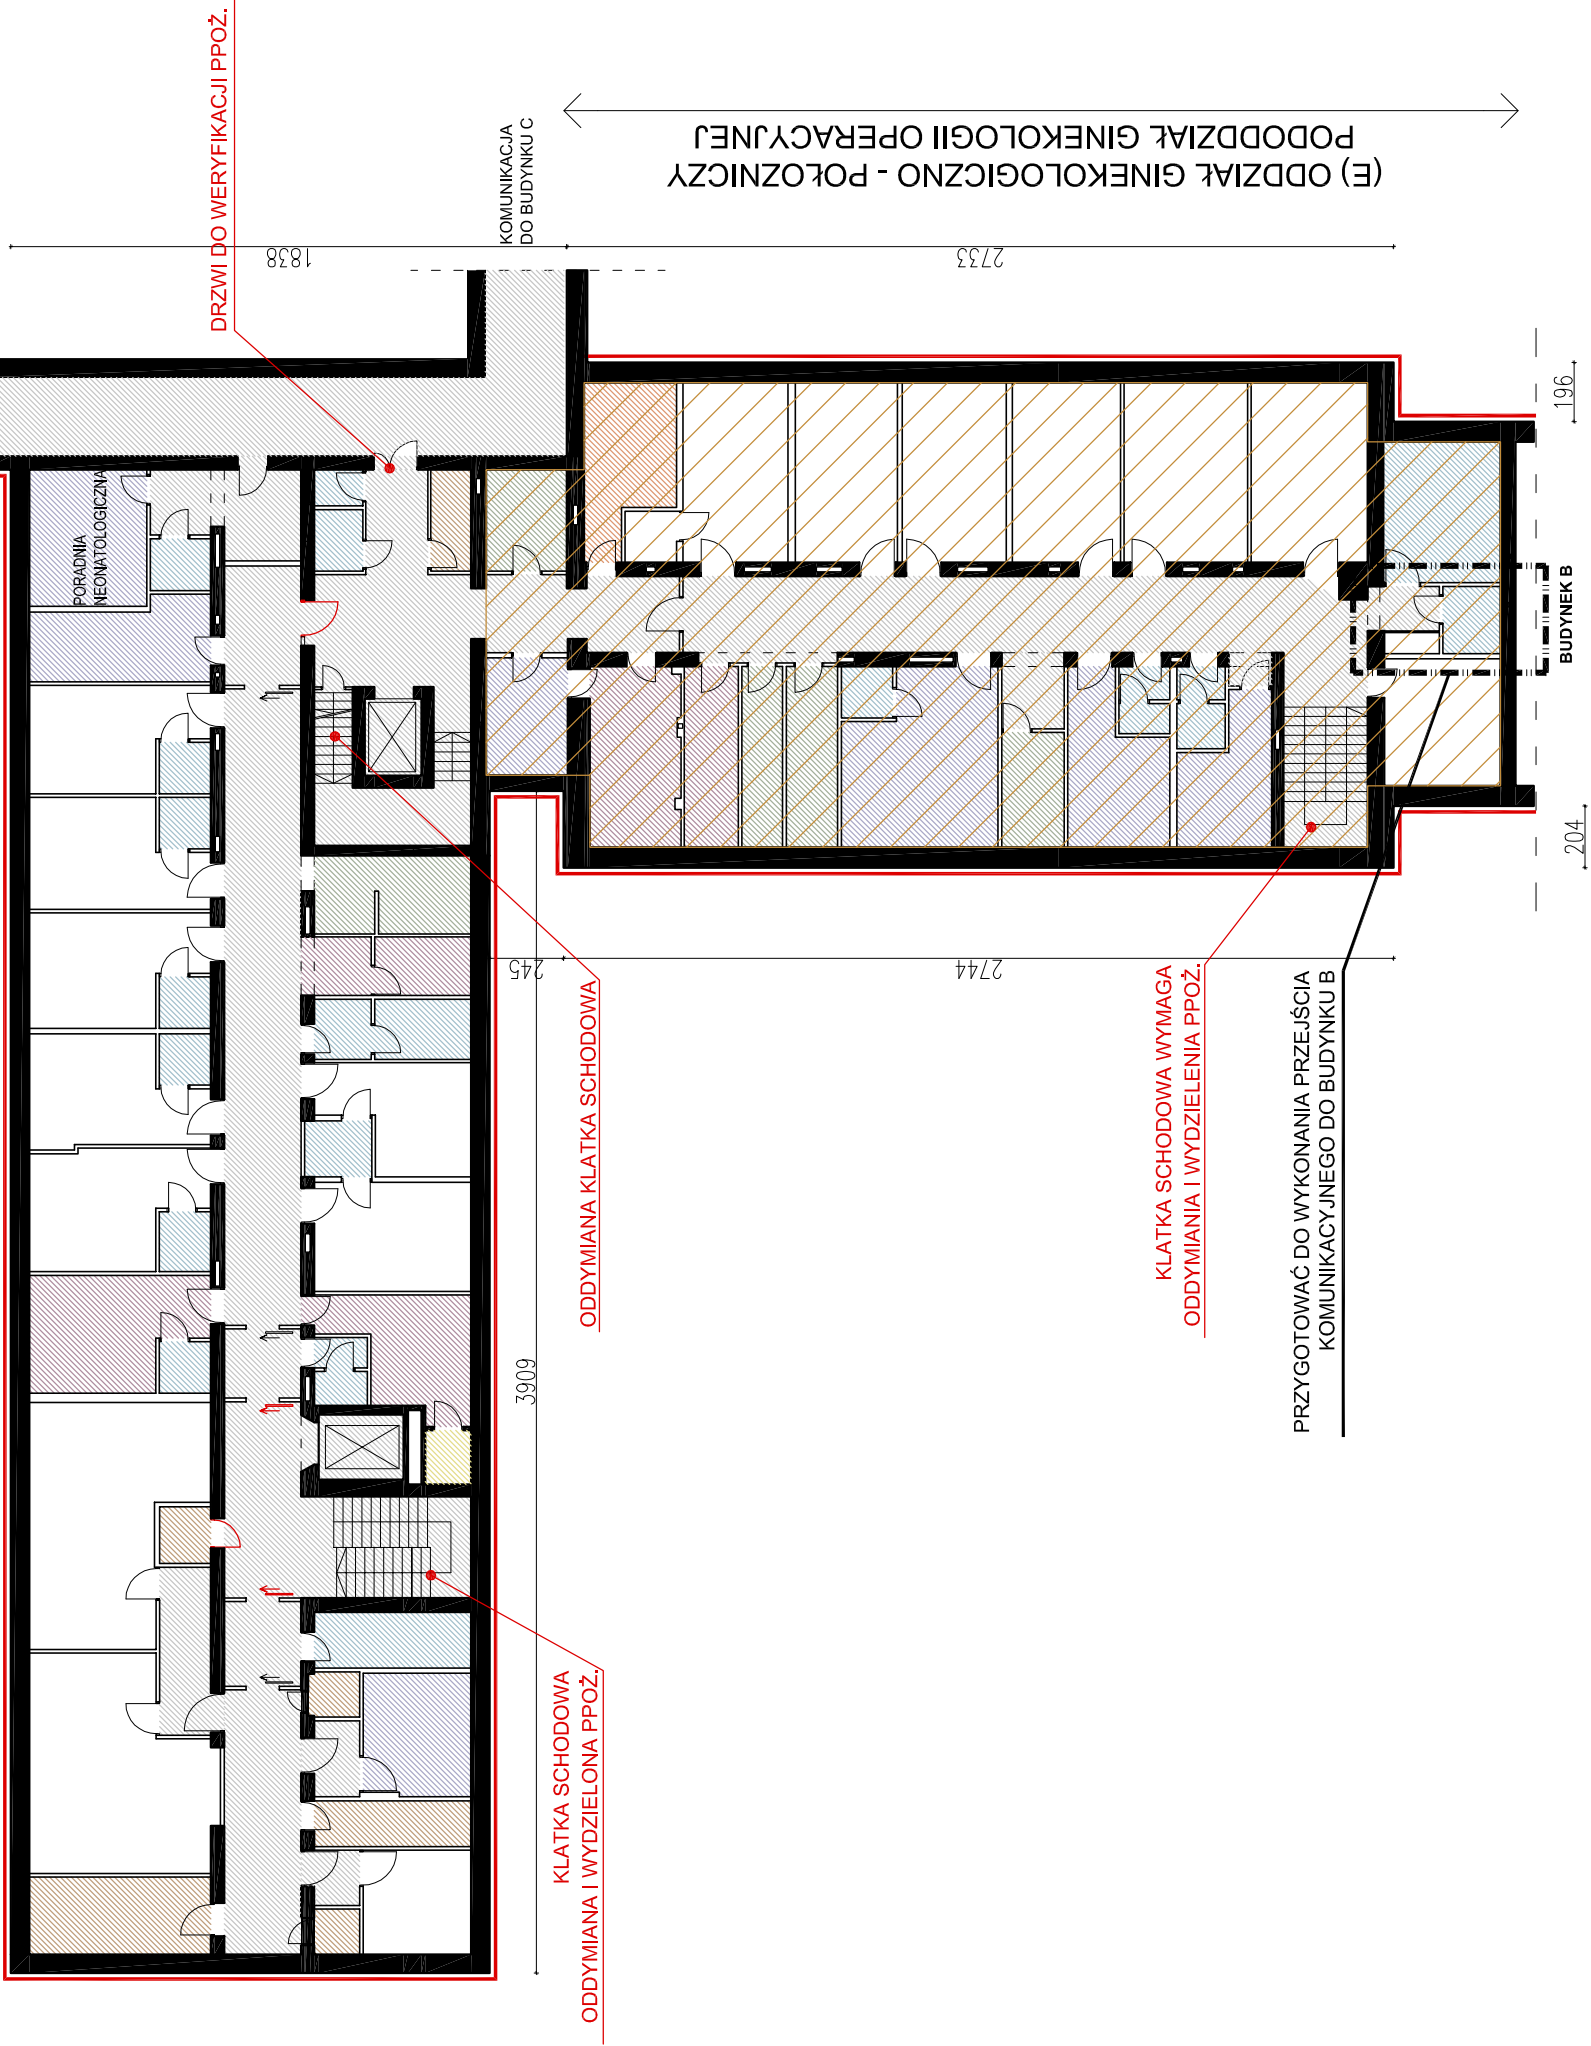 DRZWI DO WERYFIKACJI PPOŻ.
KOMUNIKACJA
DO BUDYNKU C
(E) ODDZIAŁ GINEKOLOGICZNO - POŁOZNICZY
PODODDZIAŁ GINEKOLOGII OPERACYJNEJ
1838
2733
PORADNIA
NEONATOLOGICZNA
196
BUDYNEK B
204
245
2744
ODDYMIANA KLATKA SCHODOWA
KLATKA SCHODOWA WYMAGA
ODDYMIANIA I WYDZIELENIA PPOŻ.
PRZYGOTOWAĆ DO WYKONANIA PRZEJŚCIA
KOMUNIKACYJNEGO DO BUDYNKU B
3909
KLATKA SCHODOWA
ODDYMIANA I WYDZIELONA PPOŻ.